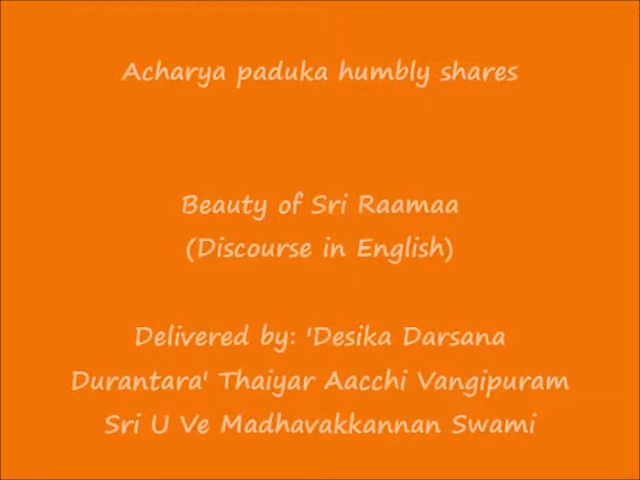 Acharya paduka humbly shares
Beauty of Sri Raamaa
(Discourse in English)
Delivered by: 'Desika Darsana
Durantara' Thaiyar Aacchi Vangipuram
Sri U Ve Madhavakkannan Swami